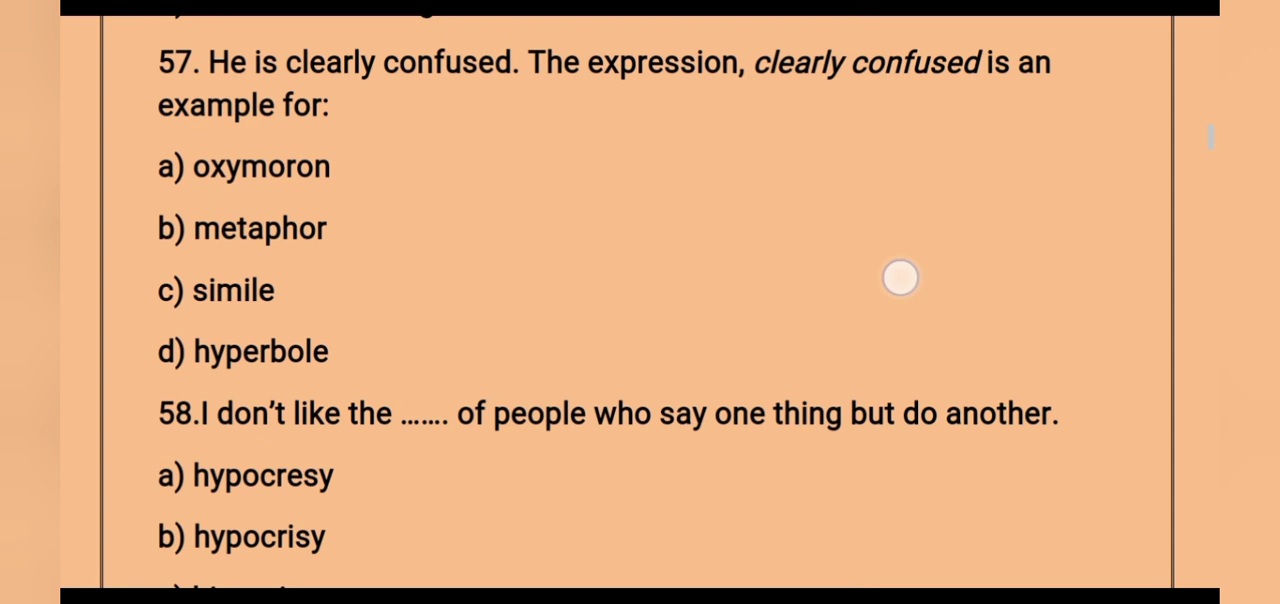 57. He is clearly confused. The expression, clearly confused is an
example for:
a) oxymoron
b) metaphor
c) simile
d) hyperbole
58.I don’t like the ....... of people who say one thing but do another.
a) hypocresy
b) hypocrisy